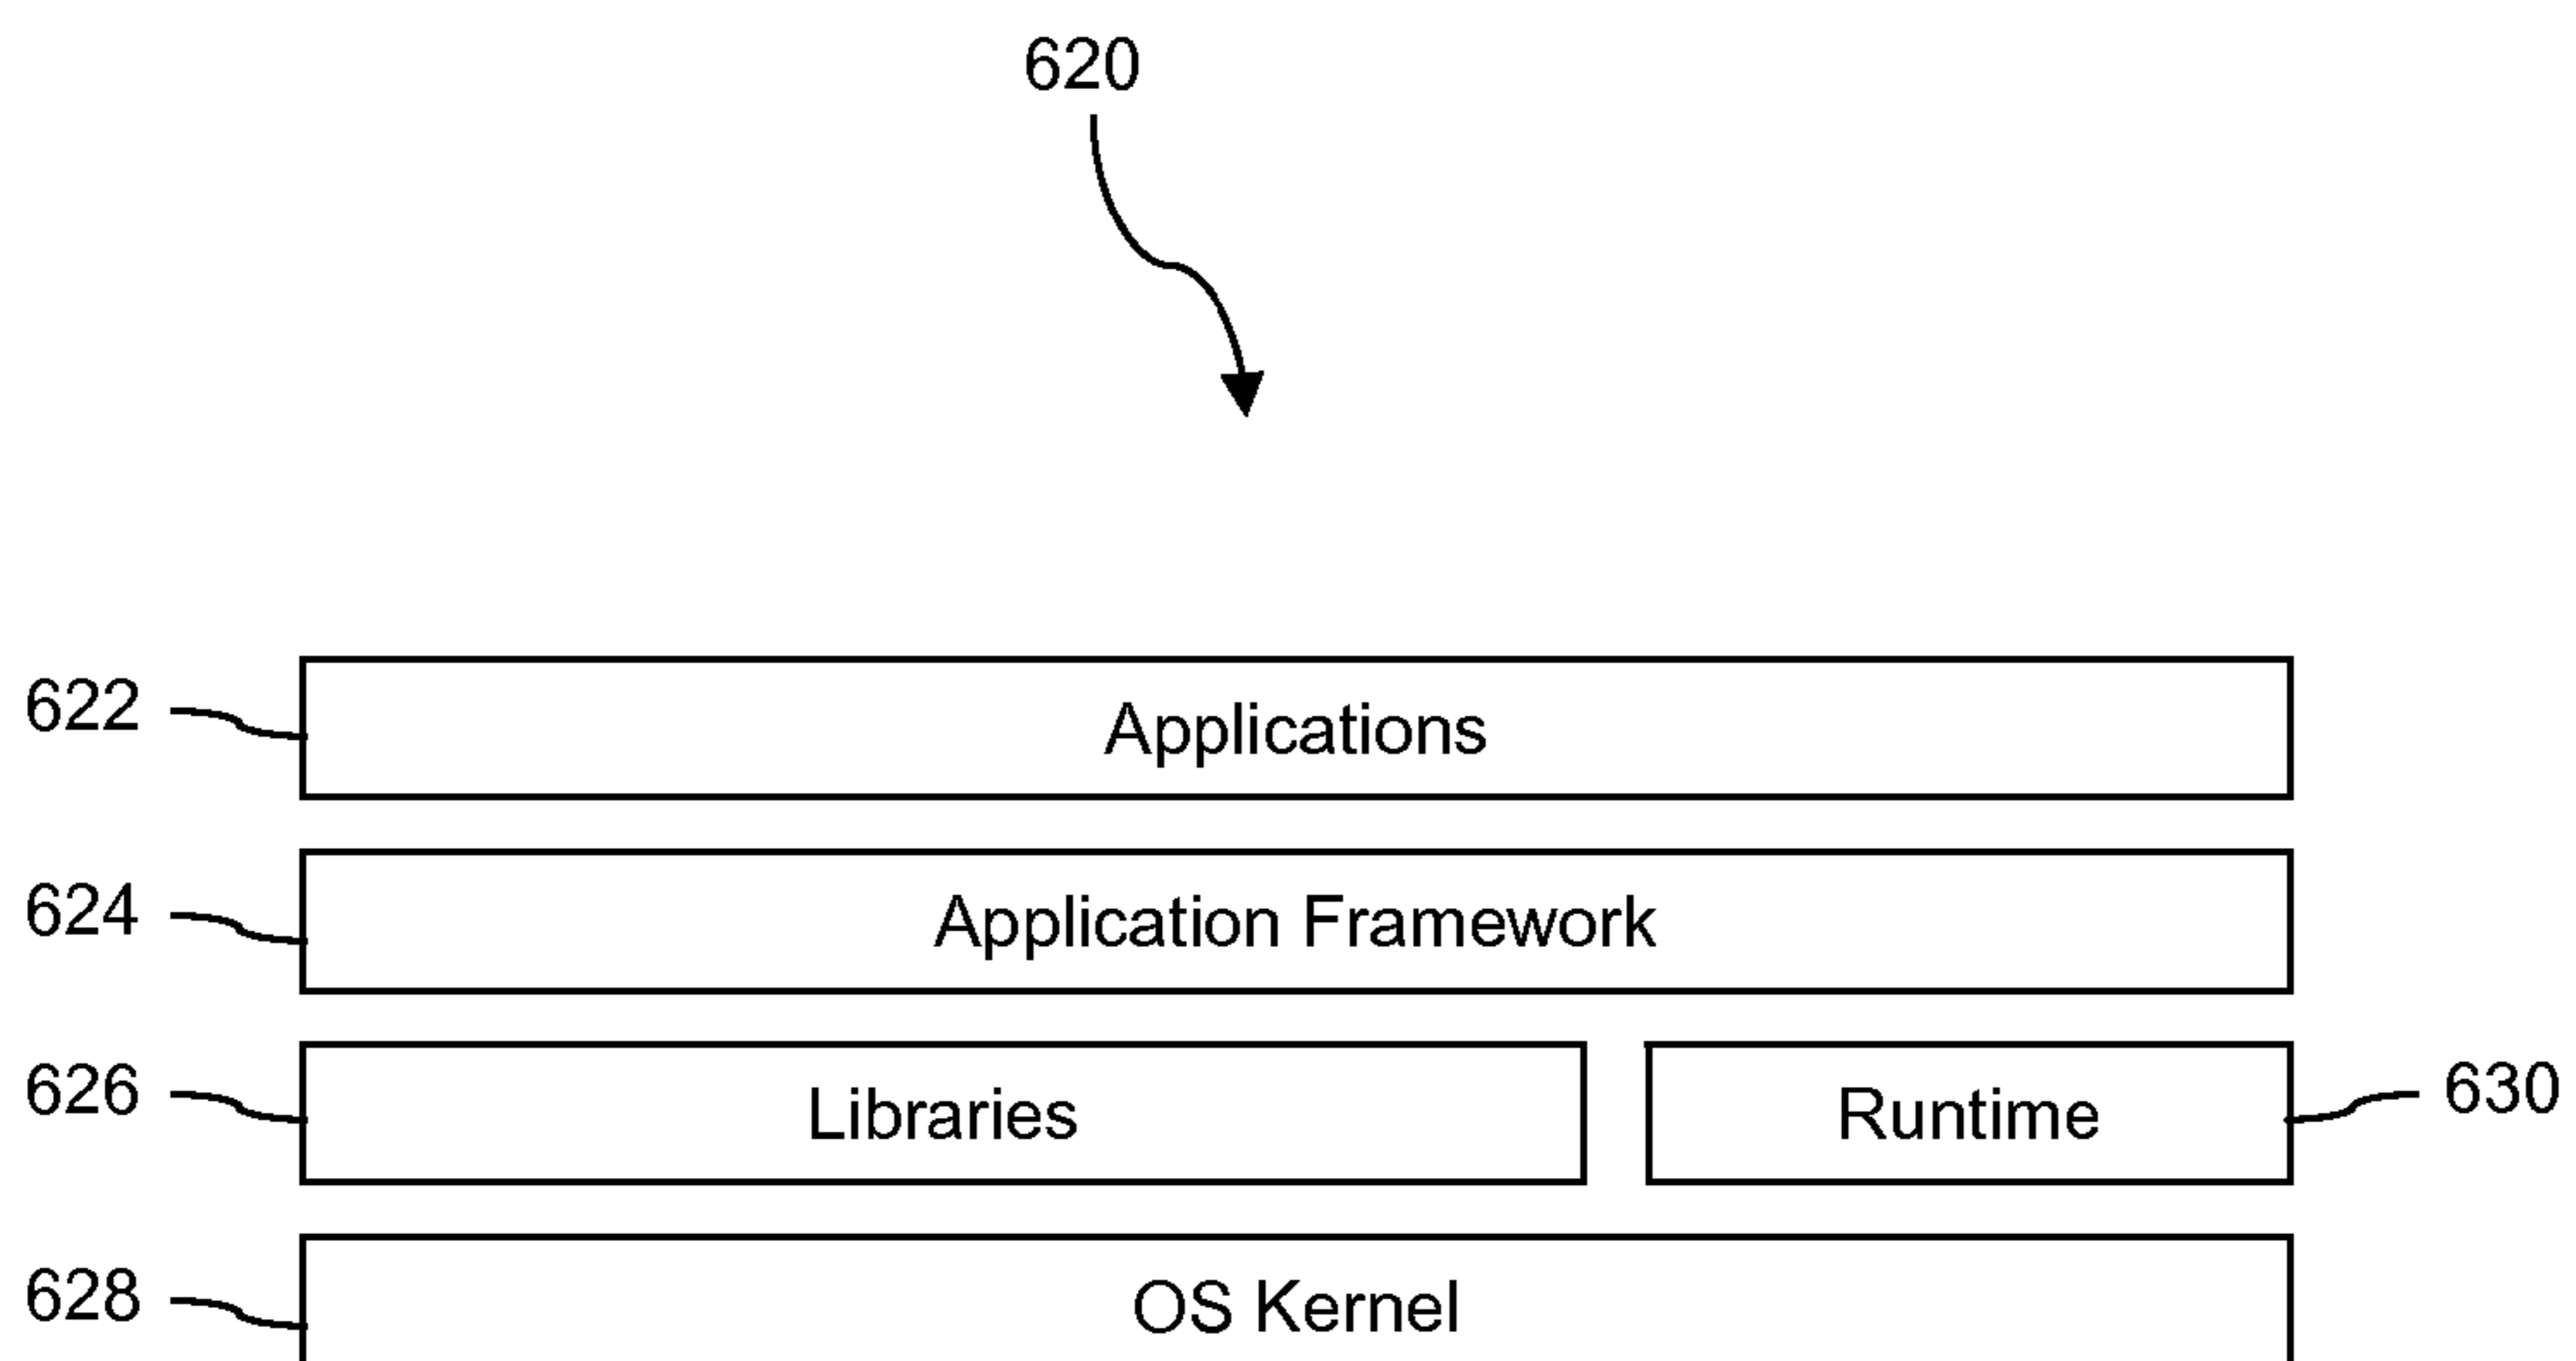 620
622
Applications
624
Application Framework
626
Libraries
Runtime
630
628
OS Kernel